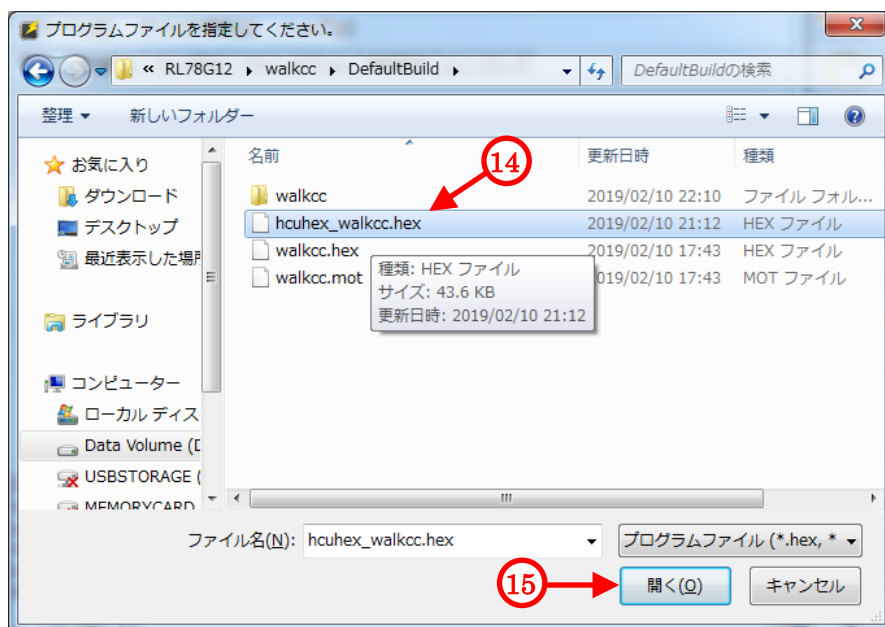 プログラムファイルを指定してください。
« RL78G12 ▸ walkcc ▸ DefaultBuild ▸
DefaultBuildの検索
整理 ▼ 新しいフォルダー
お気に入り
ダウンロード
デスクトップ
最近表示した場所
ライブラリ
コンピューター
ローカル ディス
Data Volume (D
USBSTORAGE (
MEMORYCARD
名前 更新日時 種類
14
walkcc 2019/02/10 22:10 ファイル フォル...
hcuhex_walkcc.hex 2019/02/10 21:12 HEX ファイル
walkcc.hex 2019/02/10 17:43 HEX ファイル
walkcc.mot 2019/02/10 17:43 MOT ファイル
種類: HEX ファイル
サイズ: 43.6 KB
更新日時: 2019/02/10 21:12
ファイル名(N): hcuhex_walkcc.hex
プログラムファイル (*.hex, *
15
開く(O) キャンセル